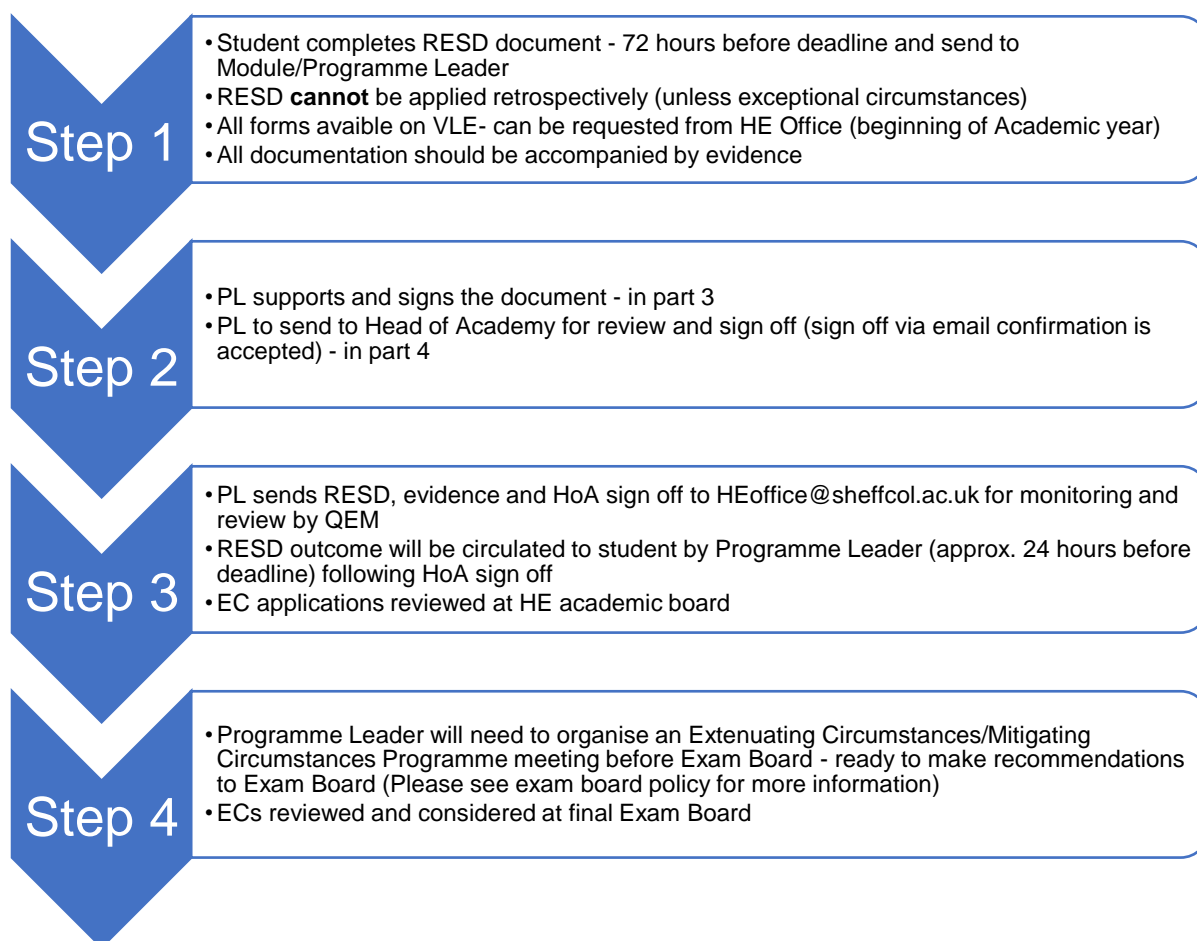 Step 1
•Student completes RESD document - 72 hours before deadline and send to
Module/Programme Leader
•RESD cannot be applied retrospectively (unless exceptional circumstances)
•All forms avaible on VLE- can be requested from HE Office (beginning of Academic year)
•All documentation should be accompanied by evidence
Step 2
•PL supports and signs the document - in part 3
•PL to send to Head of Academy for review and sign off (sign off via email confirmation is
accepted) - in part 4
Step 3
•PL sends RESD, evidence and HoA sign off to HEoffice@sheffcol.ac.uk for monitoring and
review by QEM
•RESD outcome will be circulated to student by Programme Leader (approx. 24 hours before
deadline) following HoA sign off
•EC applications reviewed at HE academic board
Step 4
•Programme Leader will need to organise an Extenuating Circumstances/Mitigating
Circumstances Programme meeting before Exam Board - ready to make recommendations
to Exam Board (Please see exam board policy for more information)
•ECs reviewed and considered at final Exam Board